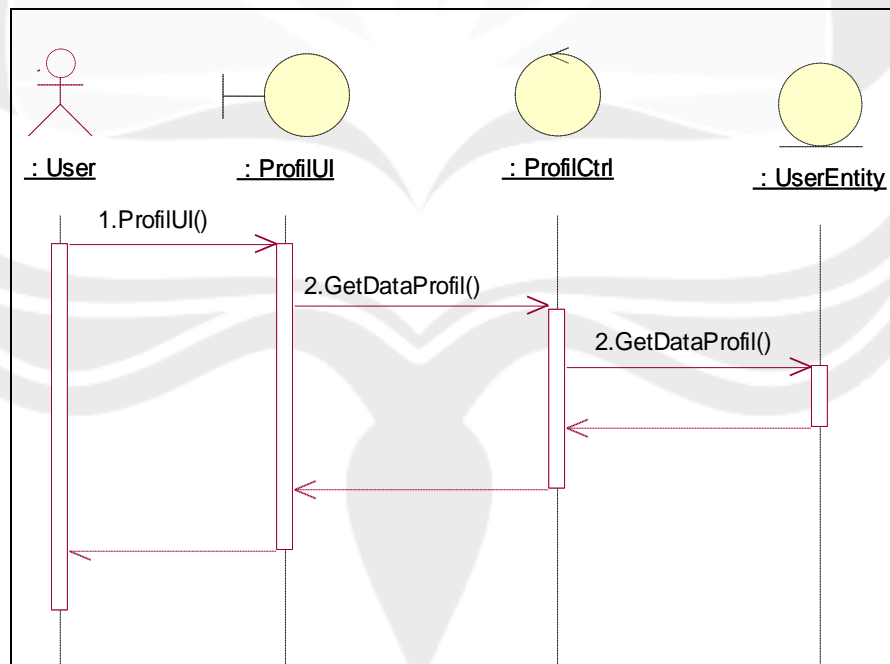 : User
: ProfilUI
: ProfilCtrl
: UserEntity
1.ProfilUI()
2.GetDataProfil()
2.GetDataProfil()